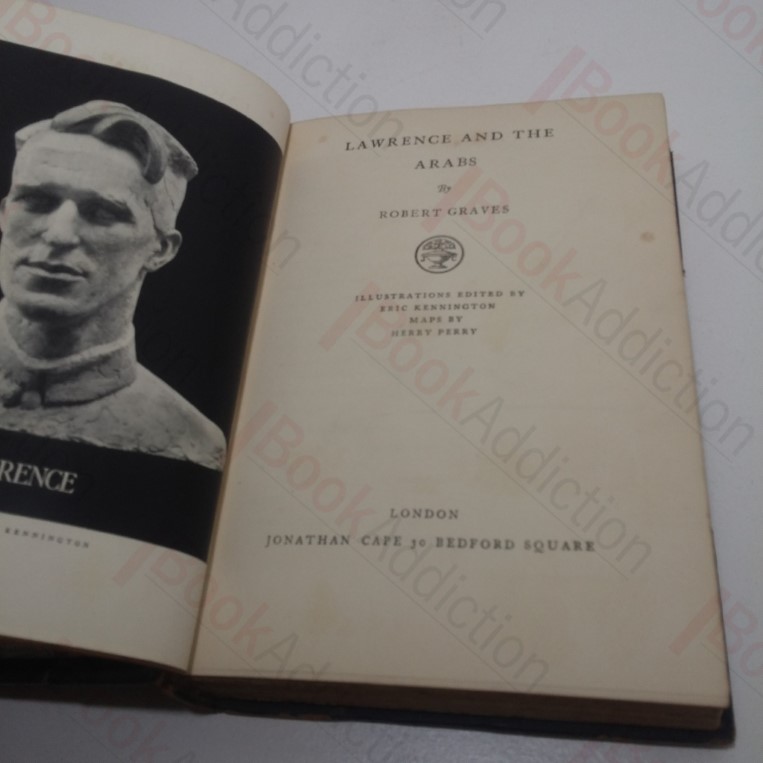 RENCE
KENNINGTON
LAWRENCE AND THE
ARABS
By
ROBERT GRAVES
ILLUSTRATIONS EDITED BY
ERIC KENNINGTON
MAPS BY
HERRY PERRY
LONDON
JONATHAN CAPE 30 BEDFORD SQUARE
BookAddiction